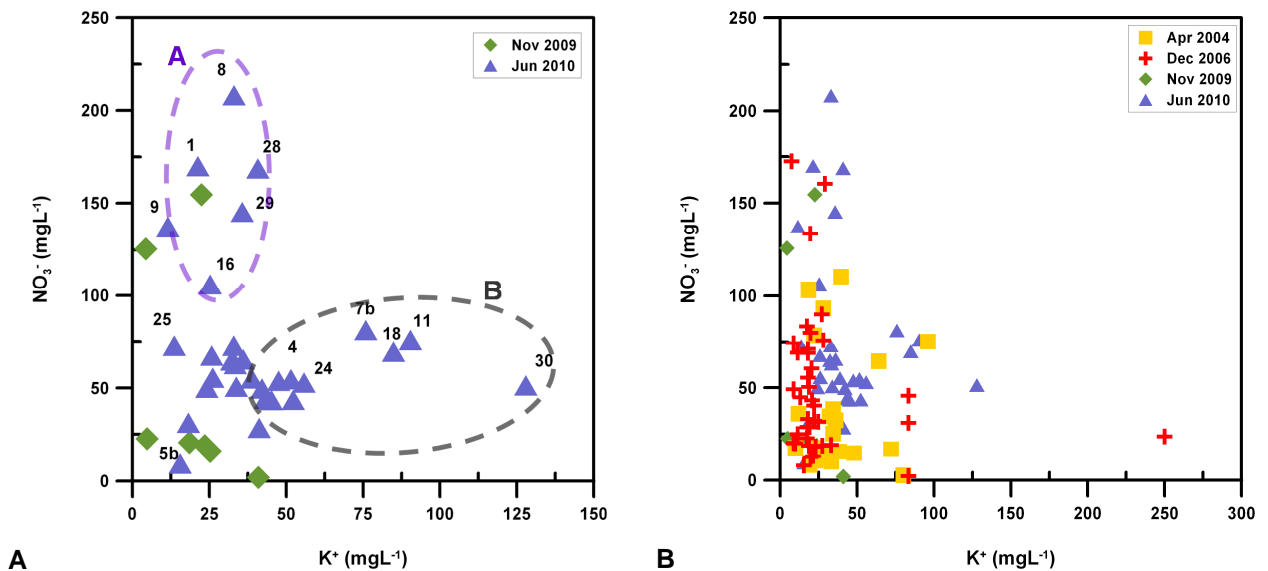 250
200
150
100
50
0
NO₃⁻ (mgL⁻¹)
A
8
1
28
9
29
16
25
7b
18
11
B
4
24
30
5b
Nov 2009
Jun 2010
0 25 50 75 100 125 150
K⁺ (mgL⁻¹)
A
250
200
150
100
50
0
NO₃⁻ (mgL⁻¹)
Apr 2004
Dec 2006
Nov 2009
Jun 2010
0 50 100 150 200 250 300
K⁺ (mgL⁻¹)
B